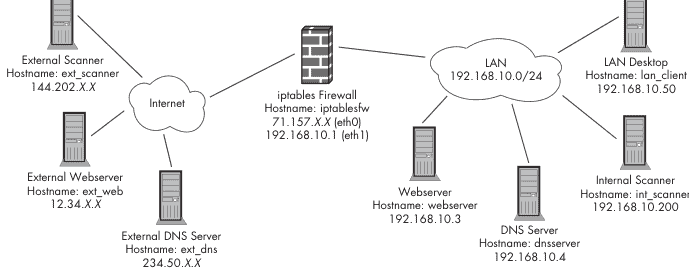 External Scanner
Hostname: ext_scanner
144.202.X.X
Internet
External Webserver
Hostname: ext_web
12.34.X.X
External DNS Server
Hostname: ext_dns
234.50.X.X
iptables Firewall
Hostname: iptablesfw
71.157.X.X (eth0)
192.168.10.1 (eth1)
LAN
192.168.10.0/24
LAN Desktop
Hostname: lan_client
192.168.10.50
Webserver
Hostname: webserver
192.168.10.3
DNS Server
Hostname: dnsserver
192.168.10.4
Internal Scanner
Hostname: int_scanner
192.168.10.200